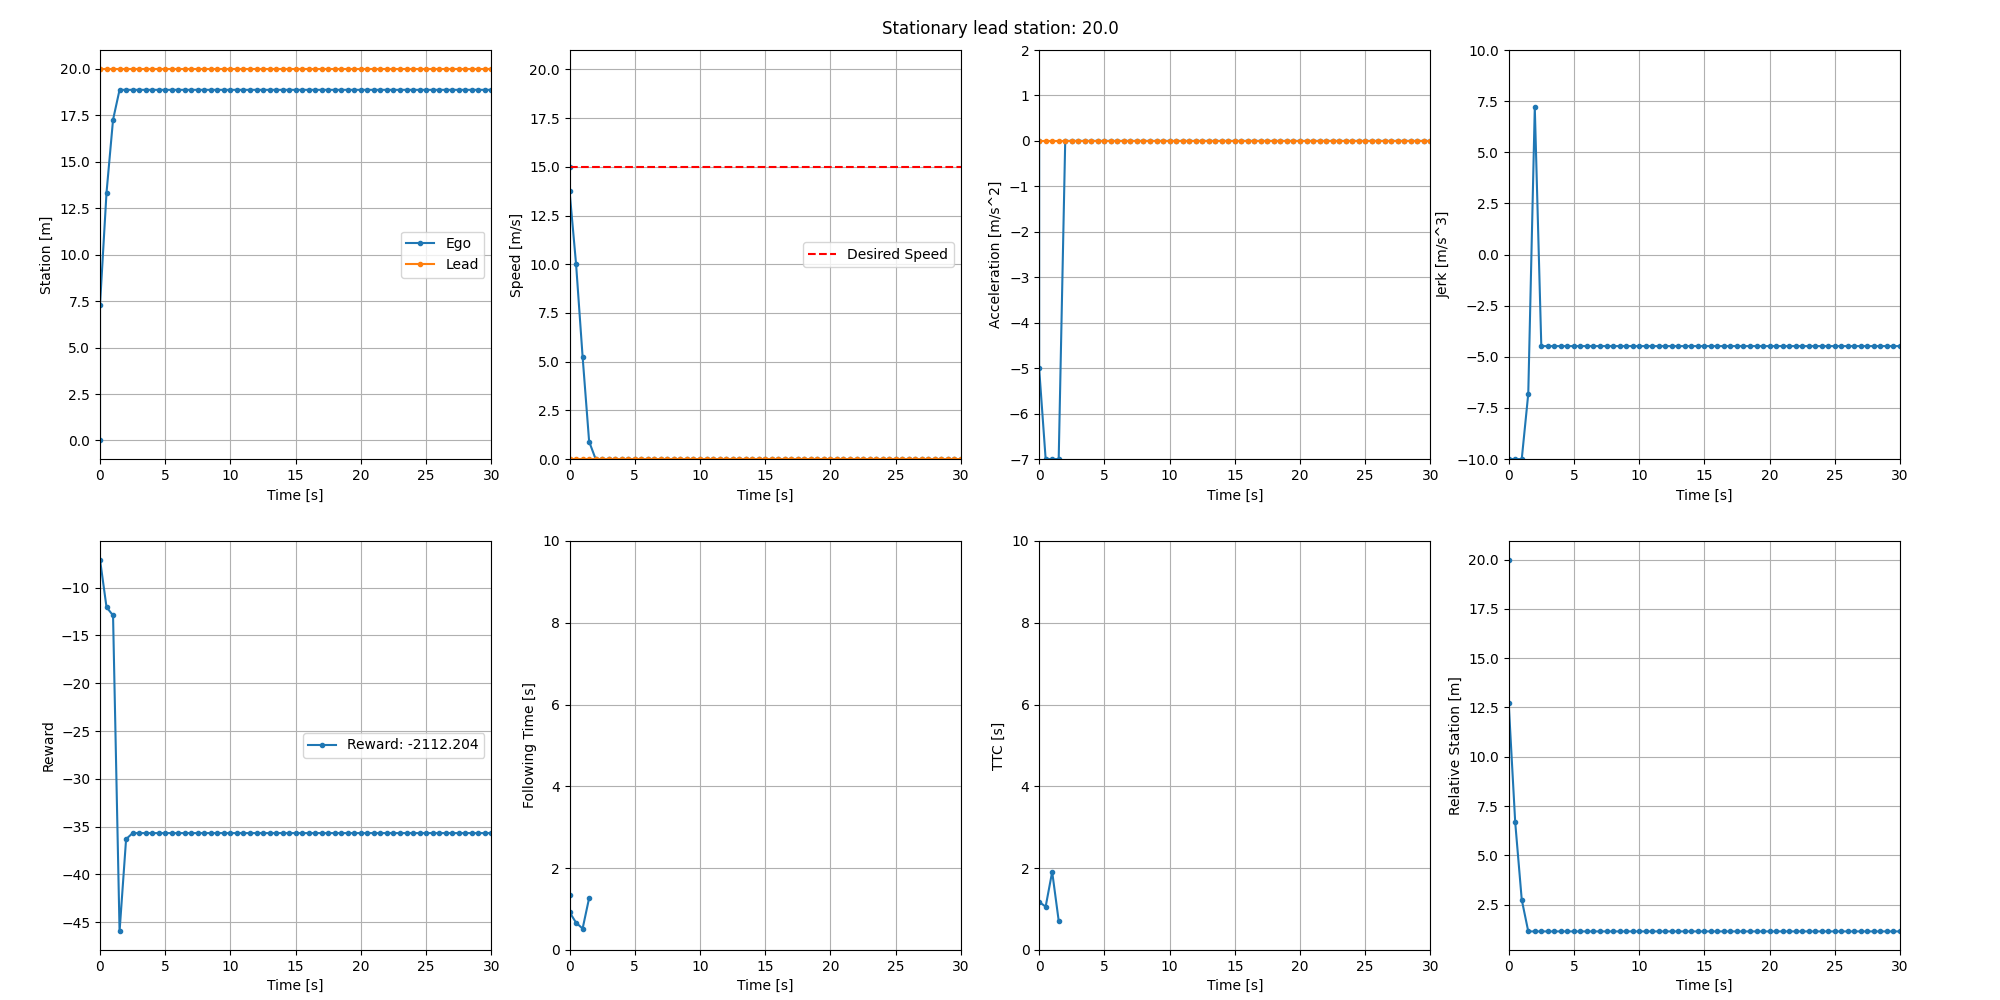 Stationary lead station: 20.0
Station [m]
20.0
17.5
15.0
12.5
10.0
7.5
5.0
2.5
0.0
Ego
Lead
0 5 10 15 20 25 30
Time [s]
Speed [m/s]
20.0
17.5
15.0
12.5
10.0
7.5
5.0
2.5
0.0
Desired Speed
0 5 10 15 20 25 30
Time [s]
Acceleration [m/s^2]
2
1
0
−1
−2
−3
−4
−5
−6
−7
0 5 10 15 20 25 30
Time [s]
Jerk [m/s^3]
10.0
7.5
5.0
2.5
0.0
−2.5
−5.0
−7.5
−10.0
0 5 10 15 20 25 30
Time [s]
Reward
−10
−15
−20
−25
−30
−35
−40
−45
Reward: -2112.204
0 5 10 15 20 25 30
Time [s]
Following Time [s]
10
8
6
4
2
0
0 5 10 15 20 25 30
Time [s]
TTC [s]
10
8
6
4
2
0
0 5 10 15 20 25 30
Time [s]
Relative Station [m]
20.0
17.5
15.0
12.5
10.0
7.5
5.0
2.5
0 5 10 15 20 25 30
Time [s]